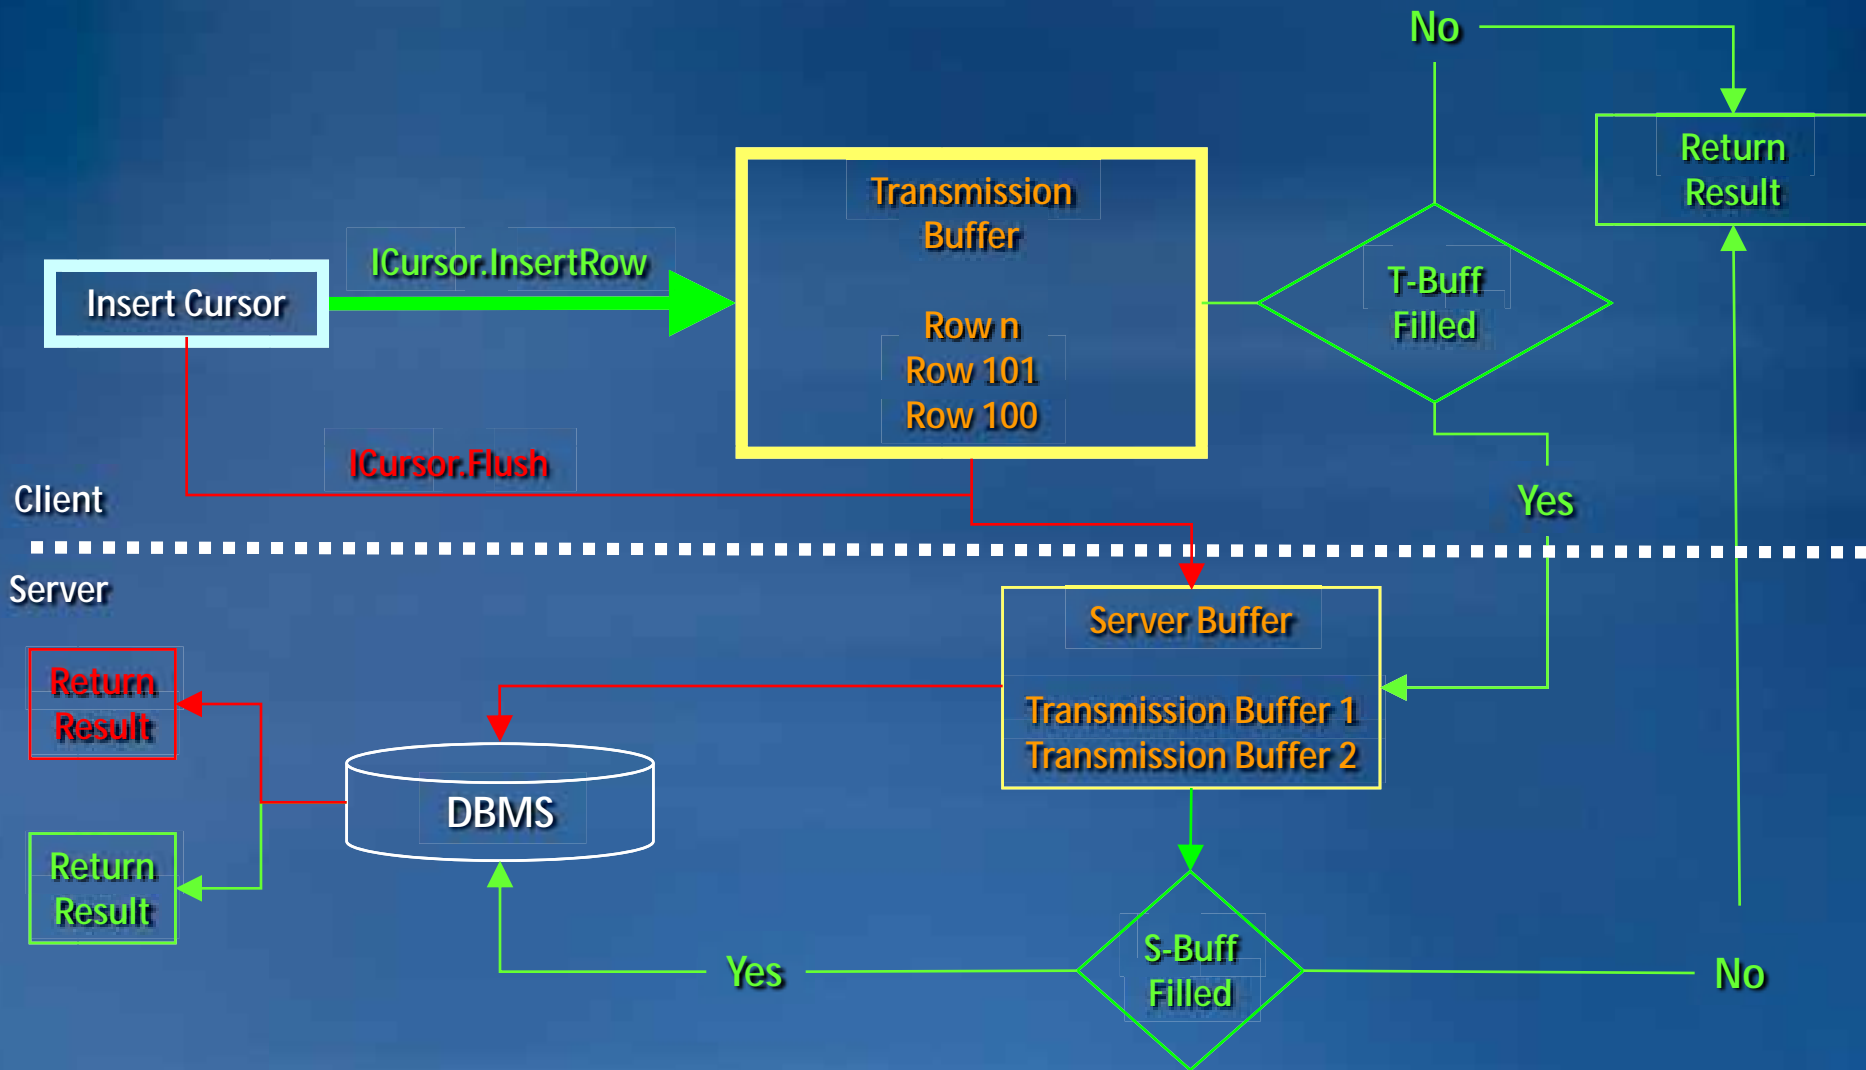 No
Return
Result
Transmission
Buffer
ICursor.InsertRow
T-Buff
Filled
Insert Cursor
Row n
Row 101
Row 100
ICursor.Flush
Client
Yes
Server
Server Buffer
Return
Result
Transmission Buffer 1
Transmission Buffer 2
DBMS
Return
Result
S-Buff
Filled
Yes
No